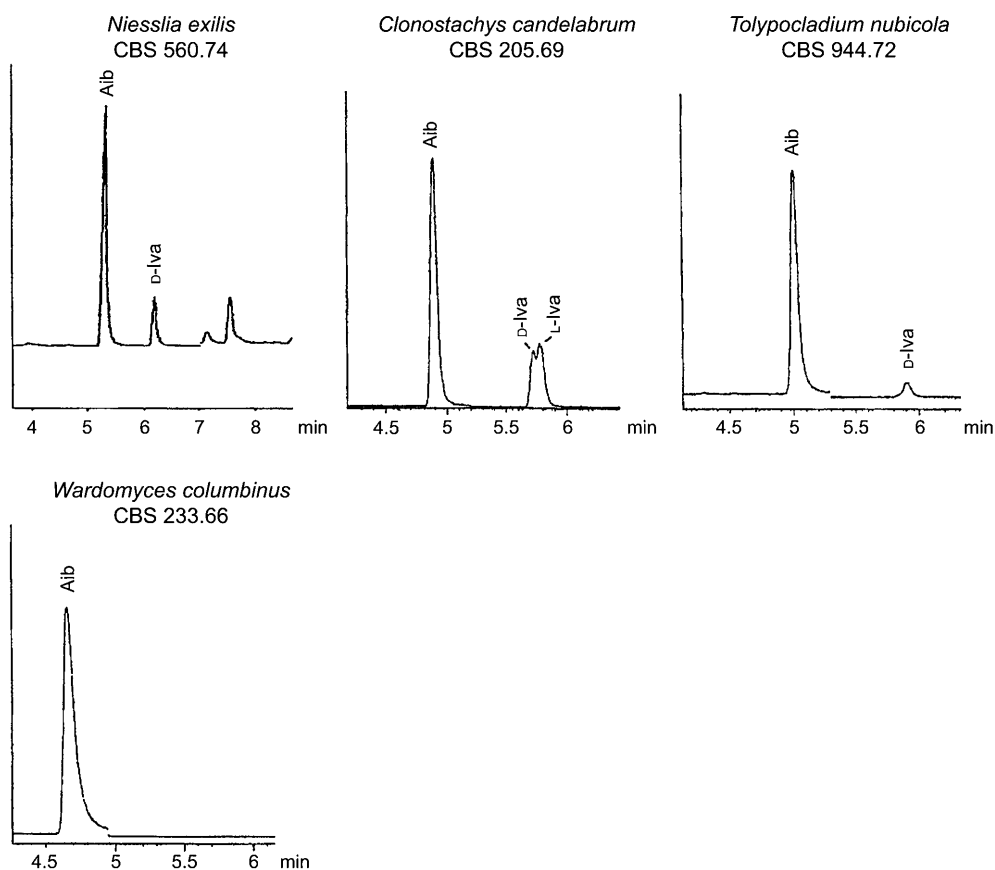 Niesslia exilis
CBS 560.74
Aib
D-Iva
4 5 6 7 8 min
Clonostachys candelabrum
CBS 205.69
Aib
D-Iva
L-Iva
4.5 5 5.5 6 min
Tolypocladium nubicola
CBS 944.72
Aib
D-Iva
4.5 5 5.5 6 min
Wardomyces columbinus
CBS 233.66
Aib
4.5 5 5.5 6 min